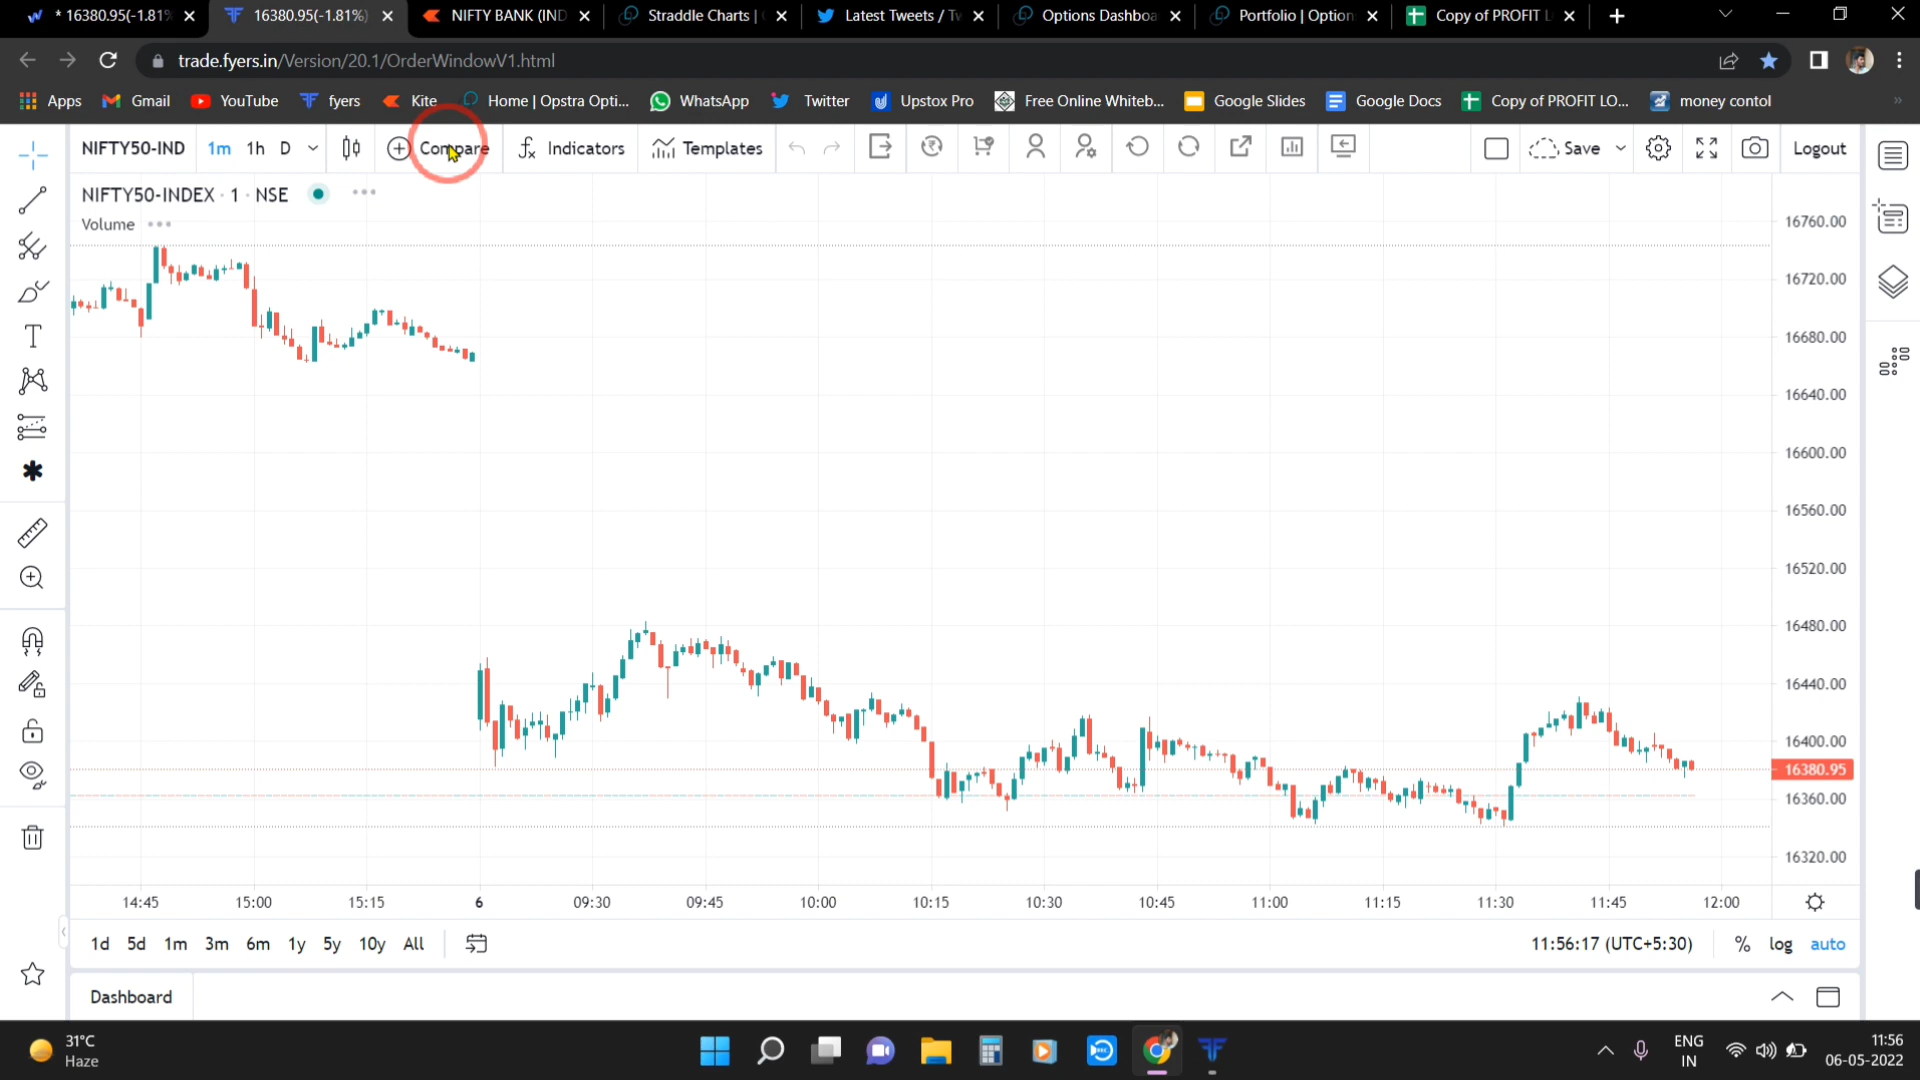 * 16380.95(-1.81%
16380.95(-1.81%)
NIFTY BANK (IND
Straddle Charts |
Latest Tweets / Tw
Options Dashboa
Portfolio | Option
Copy of PROFIT L
trade.fyers.in/Version/20.1/OrderWindowV1.html
Apps
Gmail
YouTube
fyers
Kite
Home | Opstra Opti...
WhatsApp
Twitter
Upstox Pro
Free Online Whiteb...
Google Slides
Google Docs
Copy of PROFIT LO...
money contol
NIFTY50-IND
1m
1h
D
Compare
Indicators
Templates
Save
Logout
NIFTY50-INDEX · 1 · NSE
Volume
16760.00
16720.00
16680.00
16640.00
16600.00
16560.00
16520.00
16480.00
16440.00
16400.00
16380.95
16360.00
16320.00
14:45
15:00
15:15
6
09:30
09:45
10:00
10:15
10:30
10:45
11:00
11:15
11:30
11:45
12:00
1d
5d
1m
3m
6m
1y
5y
10y
All
11:56:17 (UTC+5:30)
%
log
auto
Dashboard
31°C
Haze
ENG
IN
11:56
06-05-2022